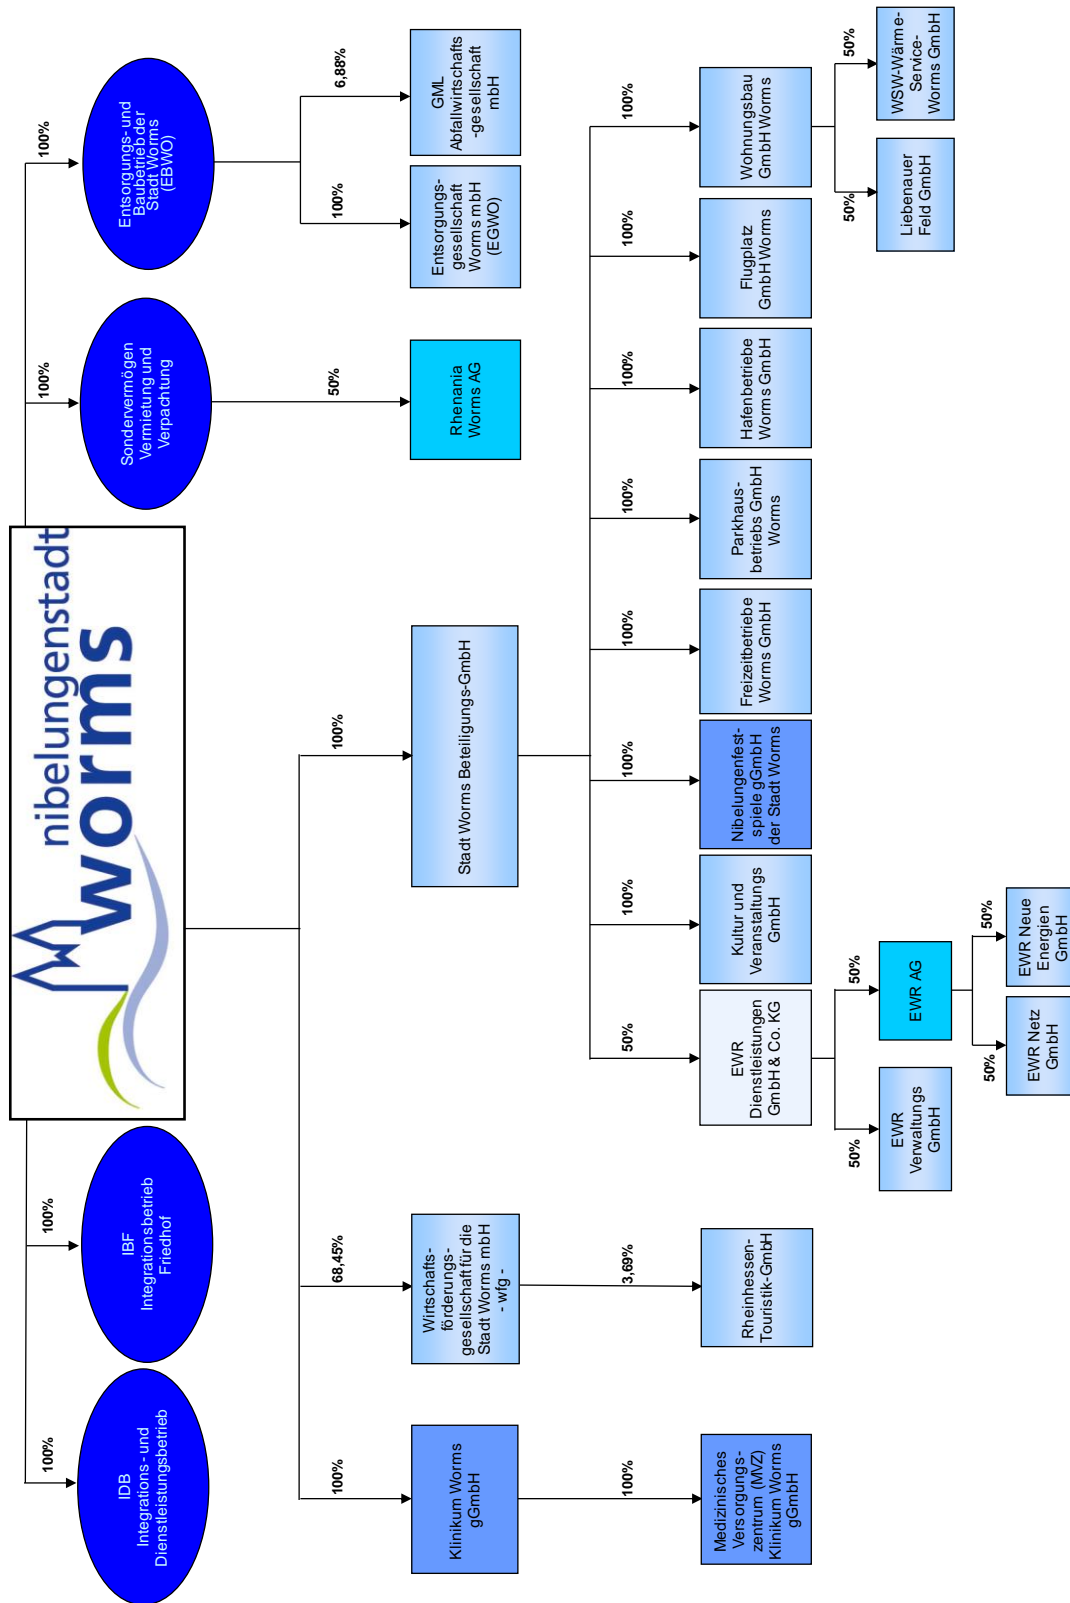 nibelungenstadt
worms
100%
IDB
Integrations- und
Dienstleistungsbetrieb
100%
IBF
Integrationsbetrieb
Friedhof
100%
Sondervermögen
Vermietung und
Verpachtung
100%
Entsorgungs- und
Baubetrieb der
Stadt Worms
(EBWO)
100%
Klinikum Worms
gGmbH
68,45%
Wirtschafts-
förderungs-
gesellschaft für die
Stadt Worms mbH
- wfg -
100%
Stadt Worms Beteiligungs-GmbH
50%
Rhenania
Worms AG
100%
Entsorgungs-
gesellschaft
Worms mbH
(EGWO)
6,88%
GML
Abfallwirtschafts
-gesellschaft
mbH
100%
Medizinisches
Versorgungs-
zentrum (MVZ)
Klinikum Worms
gGmbH
3,69%
Rheinhessen-
Touristik-GmbH
50%
EWR
Dienstleistungen
GmbH & Co. KG
100%
Kultur und
Veranstaltungs
GmbH
100%
Nibelungenfest-
spiele gGmbH
der Stadt Worms
100%
Freizeitbetriebe
Worms GmbH
100%
Parkhaus-
betriebs GmbH
Worms
100%
Hafenbetriebe
Worms GmbH
100%
Flugplatz
GmbH Worms
100%
Wohnungsbau
GmbH Worms
50%
EWR
Verwaltungs
GmbH
50%
EWR AG
50%
Liebenauer
Feld GmbH
50%
WSW-Wärme-
Service-
Worms GmbH
50%
EWR Netz
GmbH
50%
EWR Neue
Energien
GmbH